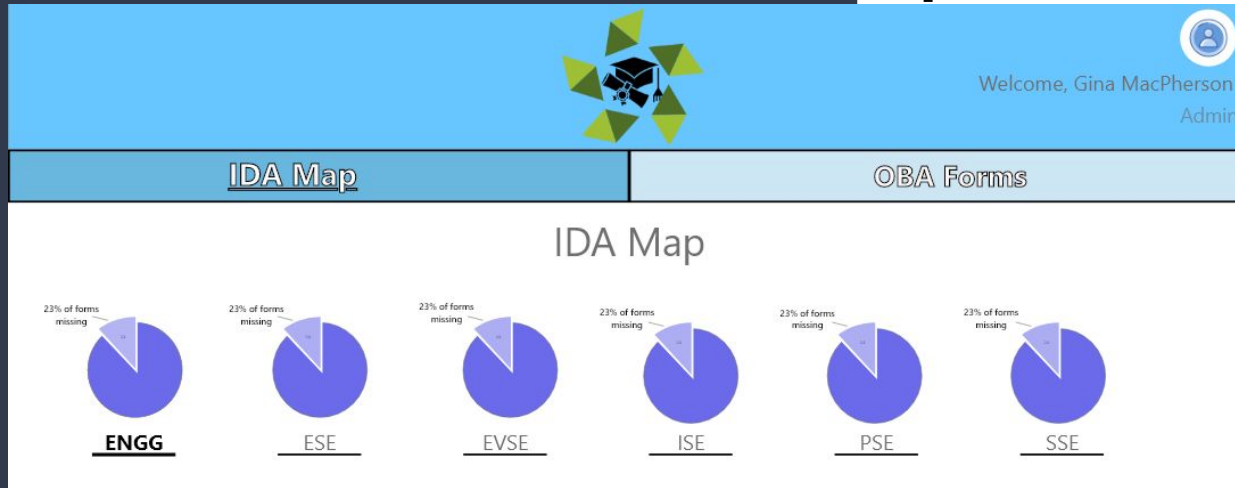 Welcome, Gina MacPherson
Admin
IDA Map
OBA Forms
IDA Map
23% of forms
missing
23% of forms
missing
23% of forms
missing
23% of forms
missing
23% of forms
missing
23% of forms
missing
ENGG
ESE
EVSE
ISE
PSE
SSE